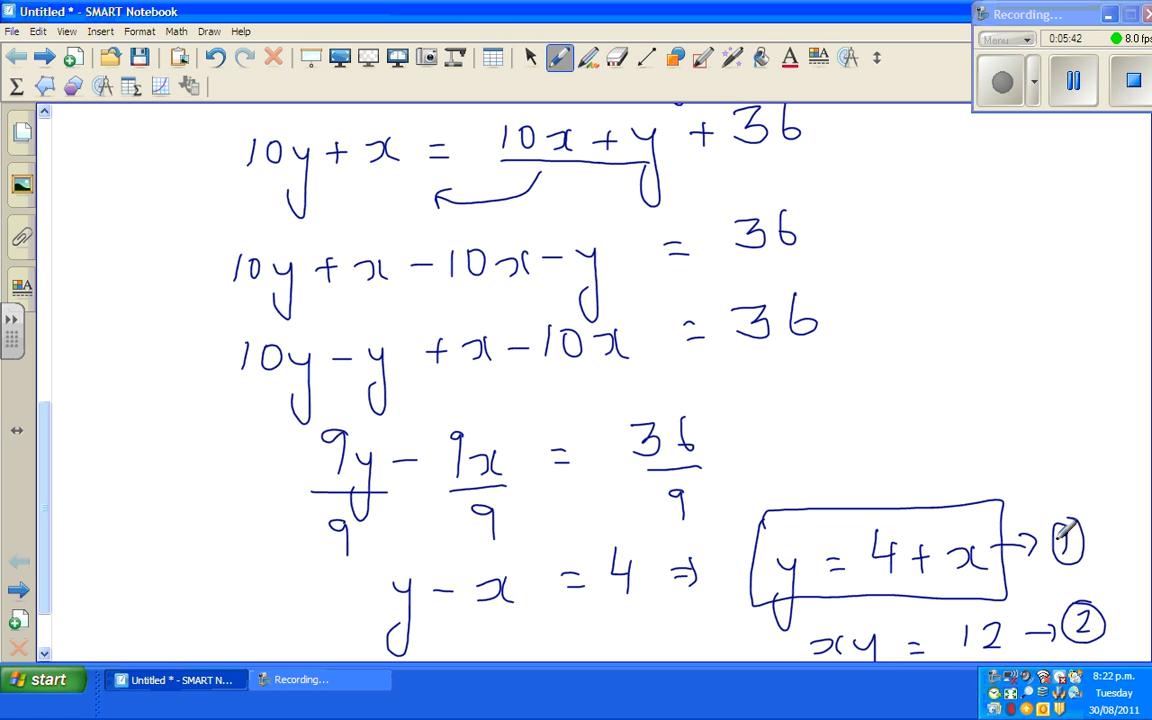 Untitled * - SMART Notebook
Recording...
File Edit View Insert Format Math Draw Help
Menu
0:05:42
8.0 fps
10y + x = 10x + y + 36
10y + x - 10x - y = 36
10y - y + x - 10x = 36
9y/9 - 9x/9 = 36/9
y - x = 4 ⇒ y = 4 + x → ①
xy = 12 → ②
start
Untitled * - SMART N...
Recording...
8:22 p.m.
Tuesday
30/08/2011